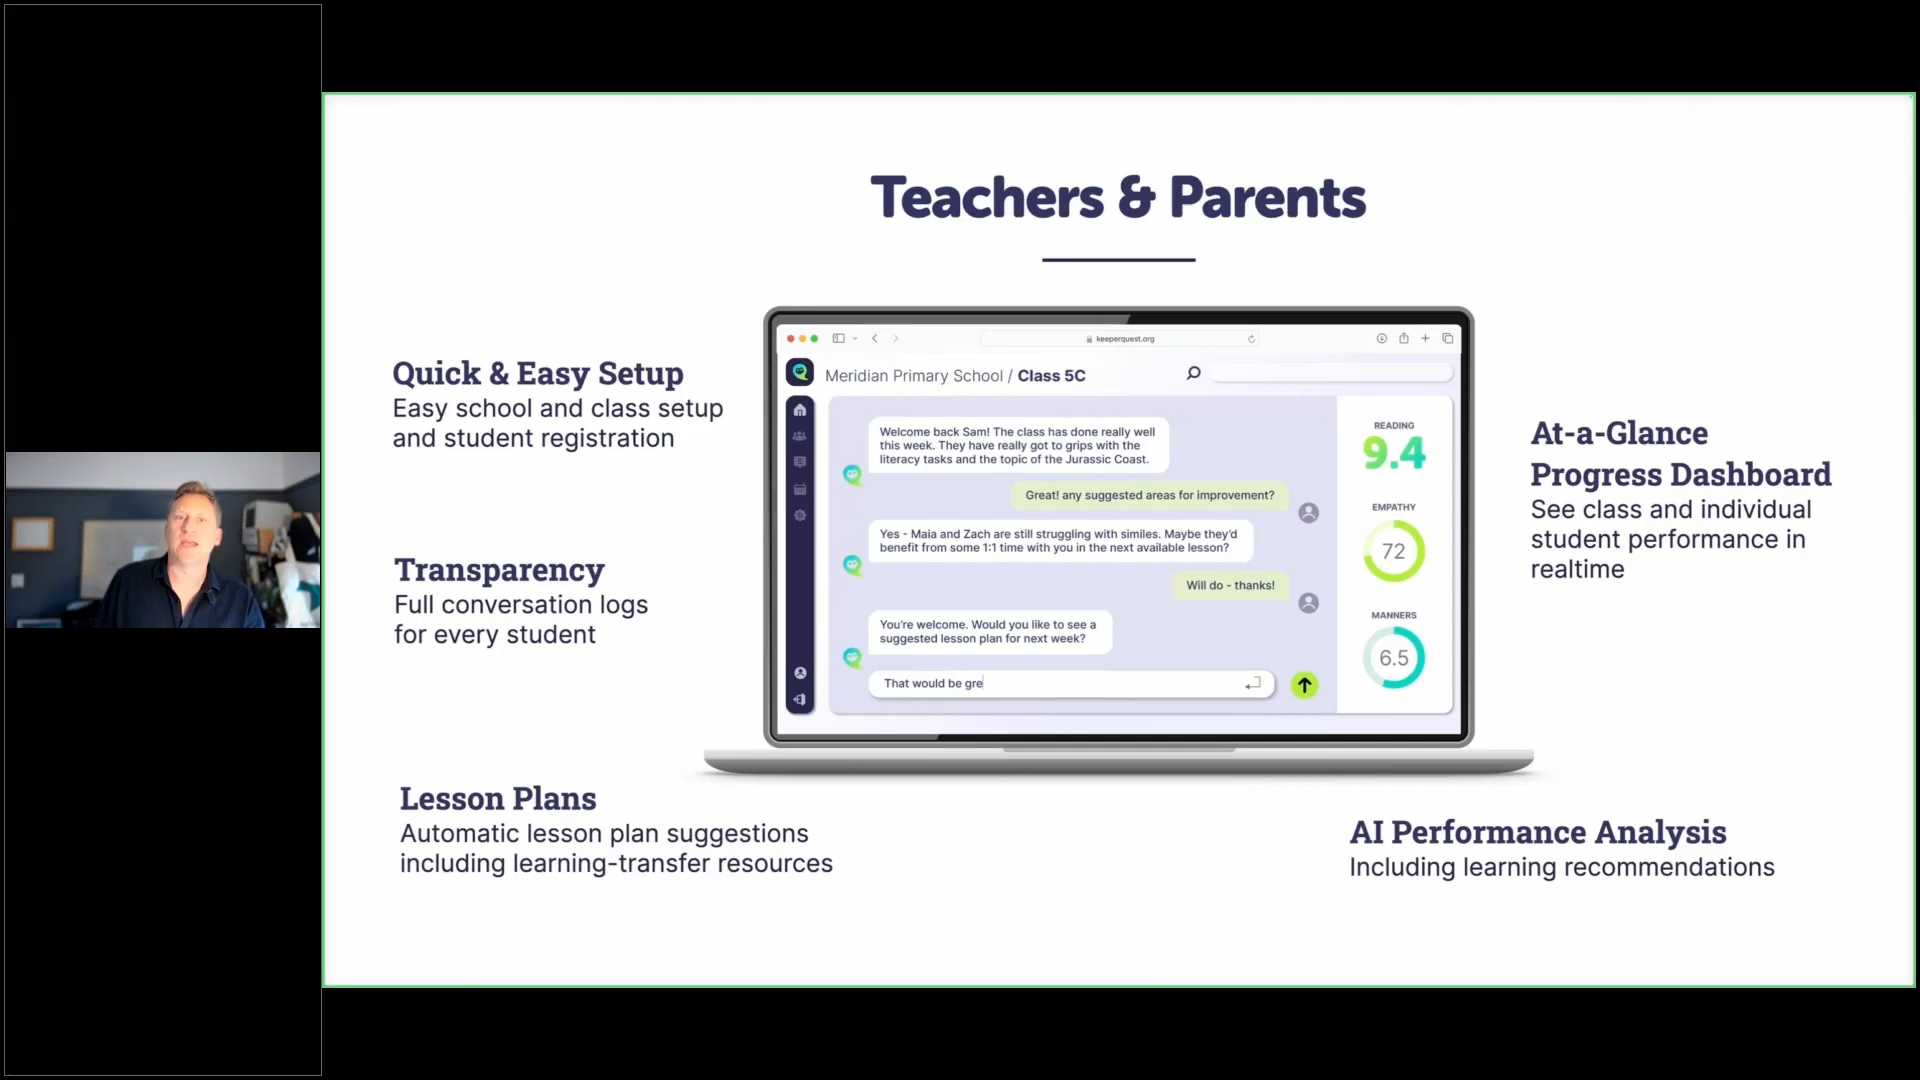 Teachers & Parents
Quick & Easy Setup
Easy school and class setup
and student registration
Transparency
Full conversation logs
for every student
Lesson Plans
Automatic lesson plan suggestions
including learning-transfer resources
keeperquest.org
Meridian Primary School / Class 5C
Welcome back Sam! The class has done really well
this week. They have really got to grips with the
literacy tasks and the topic of the Jurassic Coast.
Great! any suggested areas for improvement?
Yes - Maia and Zach are still struggling with similes. Maybe they'd
benefit from some 1:1 time with you in the next available lesson?
Will do - thanks!
You're welcome. Would you like to see a
suggested lesson plan for next week?
That would be gre
READING
9.4
EMPATHY
72
MANNERS
6.5
At-a-Glance
Progress Dashboard
See class and individual
student performance in
realtime
AI Performance Analysis
Including learning recommendations